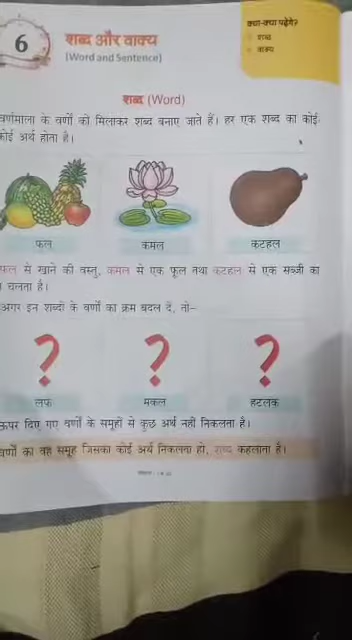 6
शब्द और वाक्य
(Word and Sentence)
क्या-क्या पढ़ेंगे?
शब्द
वाक्य
शब्द (Word)
वर्णमाला के वर्णों को मिलाकर शब्द बनाए जाते हैं। हर एक शब्द का कोई-
कोई अर्थ होता है।
फल
कमल
कटहल
फल से खाने की वस्तु, कमल से एक फूल तथा कटहल से एक सब्जी का
चलता है।
अगर इन शब्दों के वर्णों का क्रम बदल दें, तो–
? ? ?
लफ
मकल
हटलक
ऊपर दिए गए वर्णों के समूहों से कुछ अर्थ नहीं निकलता है।
वर्णों का वह समूह जिसका कोई अर्थ निकलता हो, शब्द कहलाता है।